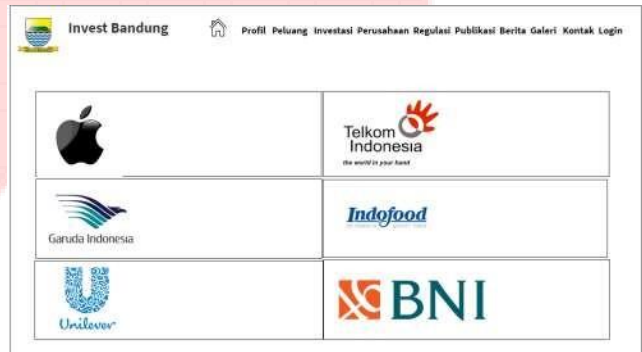 Invest Bandung
Profil Peluang Investasi Perusahaan Regulasi Publikasi Berita Galeri Kontak Login
Telkom
Indonesia
the world in your hand
Garuda Indonesia
Indofood
Unilever
BNI